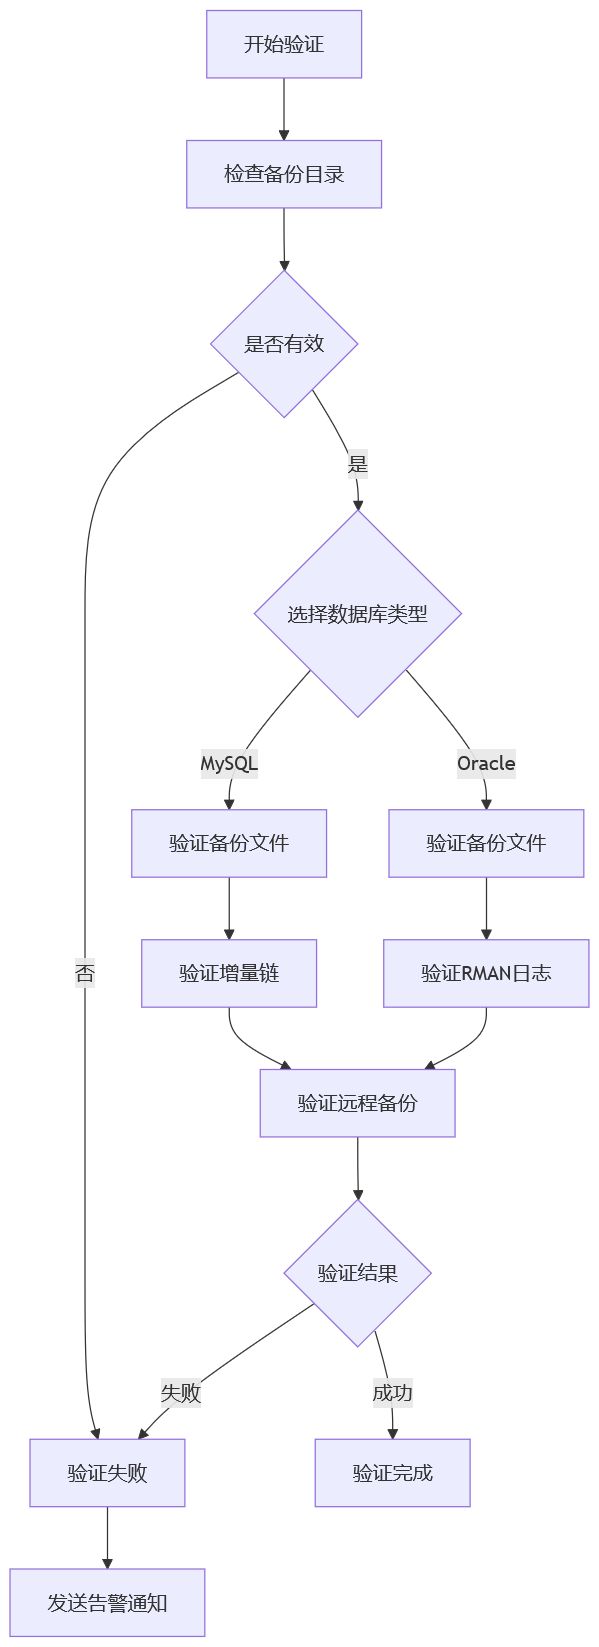 开始验证
检查备份目录
是否有效
是
选择数据库类型
MySQL
Oracle
验证备份文件
验证备份文件
否
验证增量链
验证RMAN日志
验证远程备份
验证结果
失败
成功
验证失败
验证完成
发送告警通知